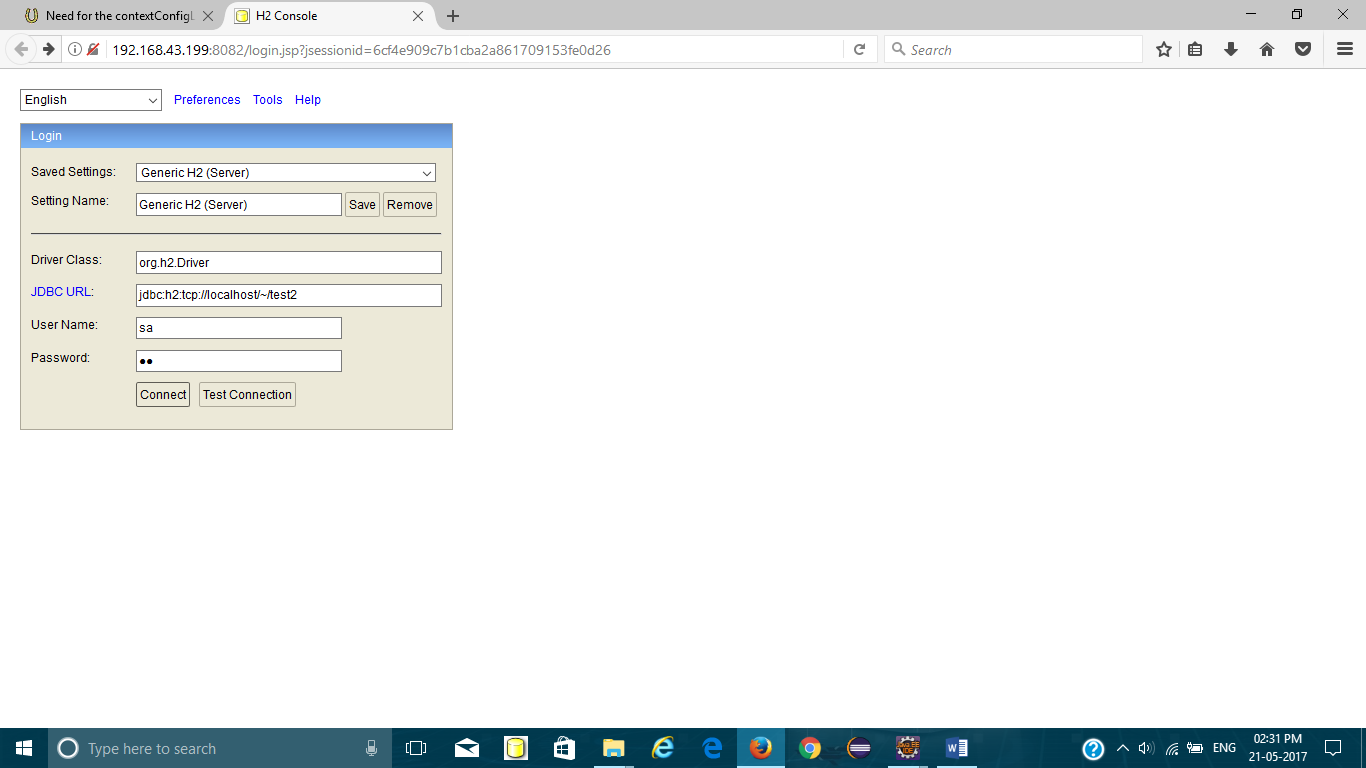 Need for the contextConfigL
H2 Console
192.168.43.199:8082/login.jsp?jsessionid=6cf4e909c7b1cba2a861709153fe0d26
Search
English Preferences Tools Help
Login
Saved Settings: Generic H2 (Server)
Setting Name: Generic H2 (Server) Save Remove
Driver Class: org.h2.Driver
JDBC URL: jdbc:h2:tcp://localhost/~/test2
User Name: sa
Password: ●●
Connect Test Connection
Type here to search
ENG
02:31 PM
21-05-2017